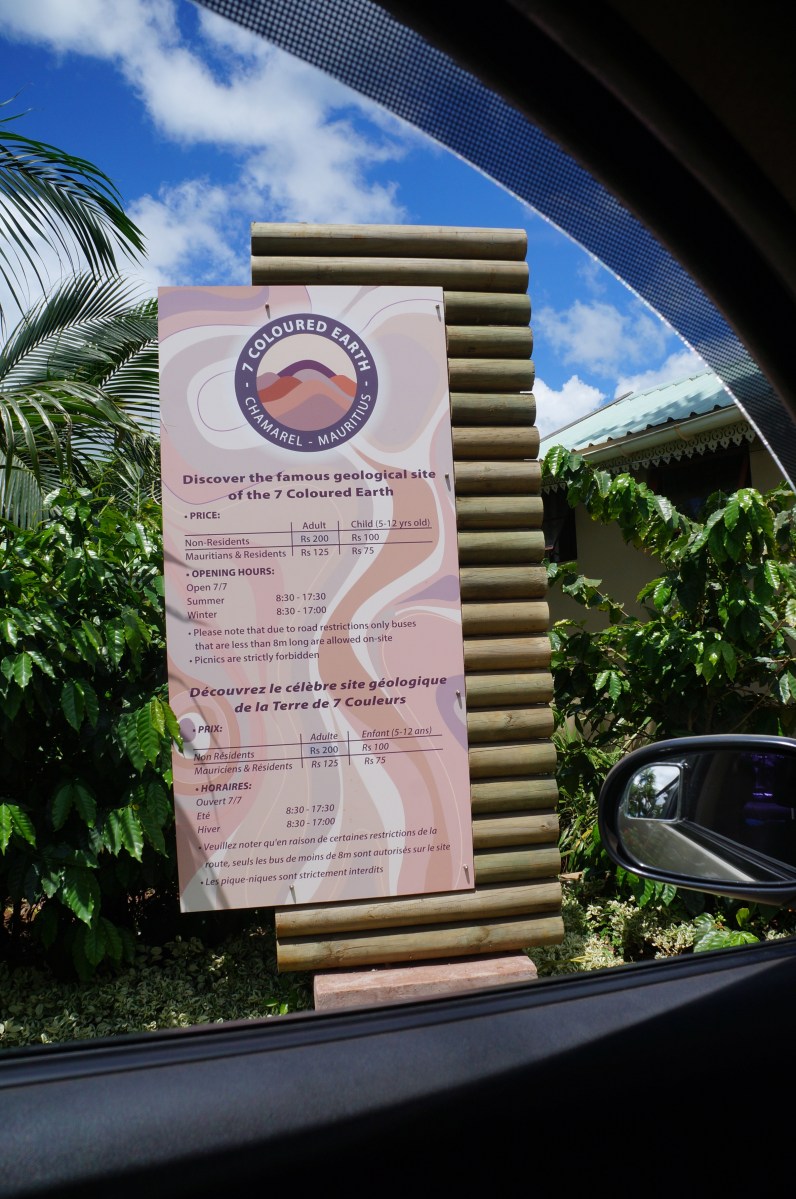 - 7 COLOURED EARTH -
CHAMAREL - MAURITIUS
Discover the famous geological site
of the 7 Coloured Earth
• PRICE:
Adult Child (5-12 yrs old)
Non-Residents Rs 200 Rs 100
Mauritians & Residents Rs 125 Rs 75
• OPENING HOURS:
Open 7/7
Summer 8:30 - 17:30
Winter 8:30 - 17:00
• Please note that due to road restrictions only buses
that are less than 8m long are allowed on-site
• Picnics are strictly forbidden
Découvrez le célèbre site géologique
de la Terre de 7 Couleurs
• PRIX:
Adulte Enfant (5-12 ans)
Non Résidents Rs 200 Rs 100
Mauriciens & Résidents Rs 125 Rs 75
• HORAIRES:
Ouvert 7/7
Eté 8:30 - 17:30
Hiver 8:30 - 17:00
• Veuillez noter qu'en raison de certaines restrictions de la
route, seuls les bus de moins de 8m sont autorisés sur le site
• Les pique-niques sont strictement interdits